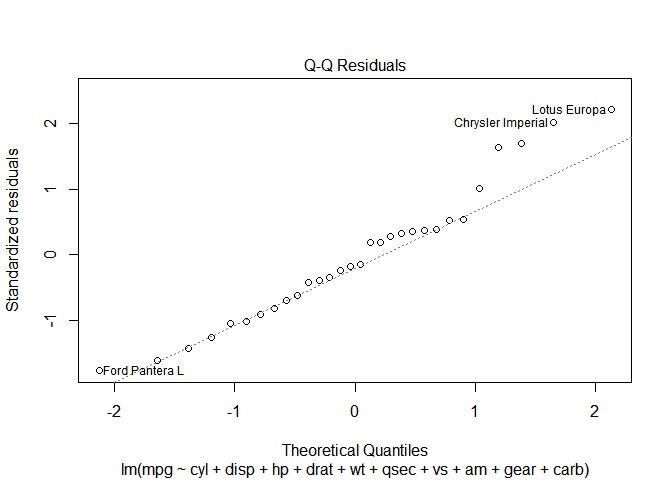 Q-Q Residuals
Lotus Europa
Chrysler Imperial
Ford Pantera L
Standardized residuals
2
1
0
-1
-2
-1
0
1
2
Theoretical Quantiles
lm(mpg ~ cyl + disp + hp + drat + wt + qsec + vs + am + gear + carb)